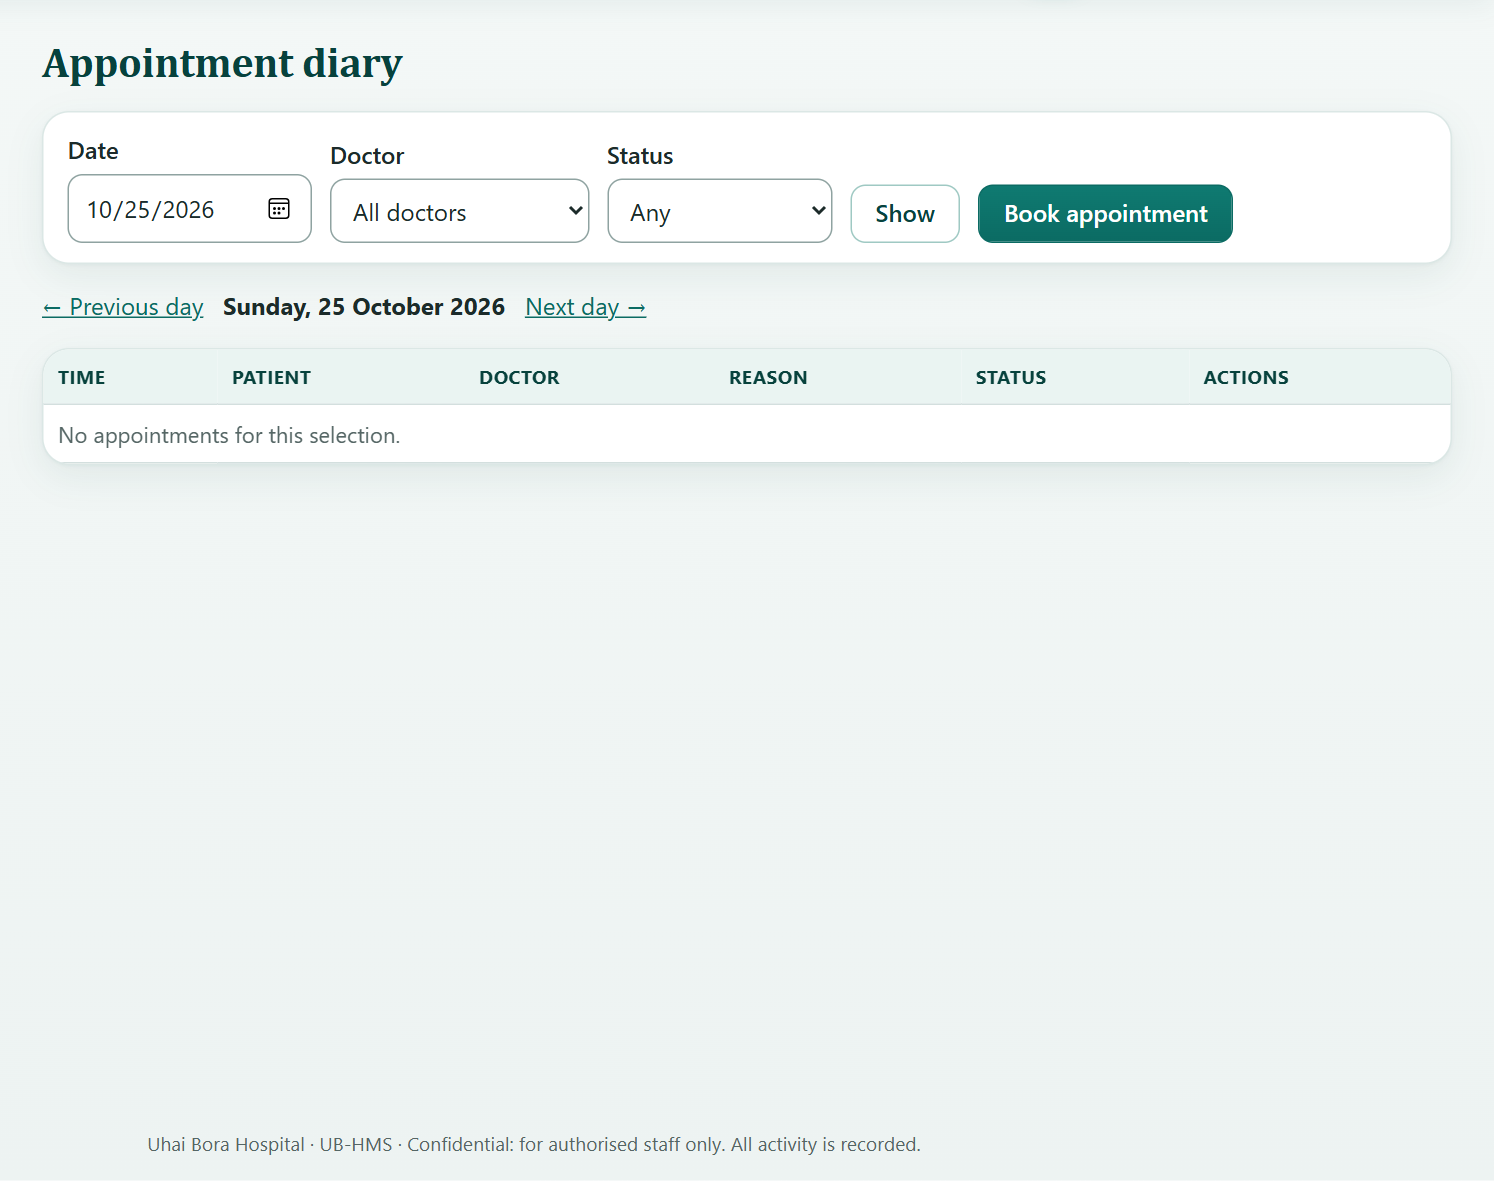 Appointment diary
Date
Doctor
Status
10/25/2026
All doctors
Any
Show
Book appointment
← Previous day Sunday, 25 October 2026 Next day →
TIME PATIENT DOCTOR REASON STATUS ACTIONS
No appointments for this selection.
Uhai Bora Hospital · UB-HMS · Confidential: for authorised staff only. All activity is recorded.